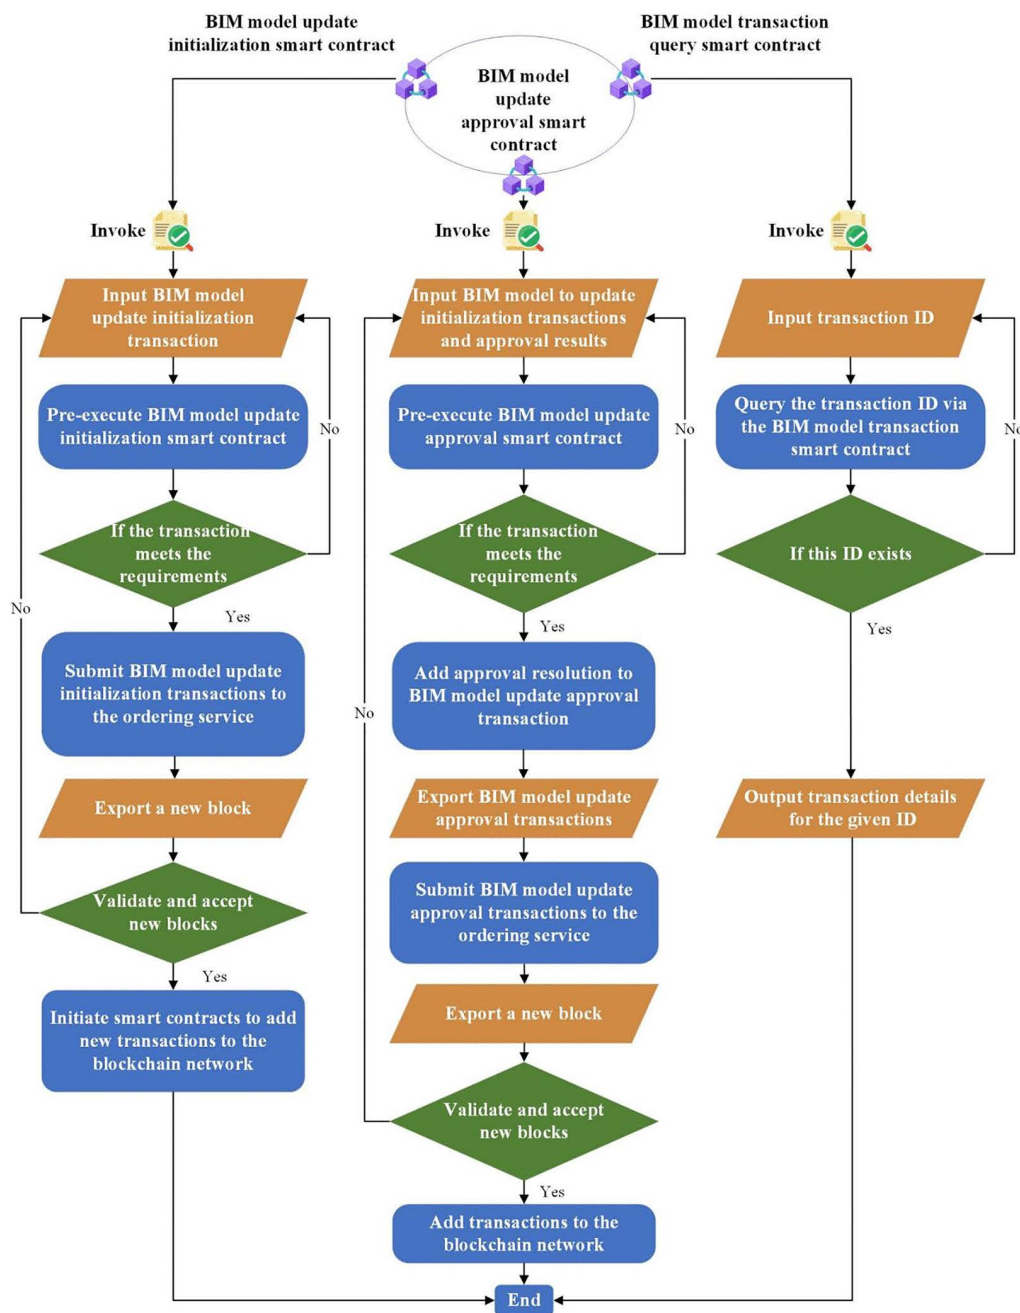 BIM model update
initialization smart contract
BIM model transaction
query smart contract
BIM model
update
approval smart
contract
Invoke
Input BIM model
update initialization
transaction
Pre-execute BIM model update
initialization smart contract
No
If the transaction
meets the
requirements
No
Yes
Submit BIM model update
initialization transactions to
the ordering service
Export a new block
Validate and accept
new blocks
Yes
Initiate smart contracts to add
new transactions to the
blockchain network
Invoke
Input BIM model to update
initialization transactions
and approval results
Pre-execute BIM model update
approval smart contract
No
If the transaction
meets the
requirements
Yes
Add approval resolution to
BIM model update approval
transaction
No
Export BIM model update
approval transactions
Submit BIM model update
approval transactions to the
ordering service
Export a new block
Validate and accept
new blocks
Yes
Add transactions to the
blockchain network
Invoke
Input transaction ID
Query the transaction ID via
the BIM model transaction
smart contract
No
If this ID exists
Yes
Output transaction details
for the given ID
End